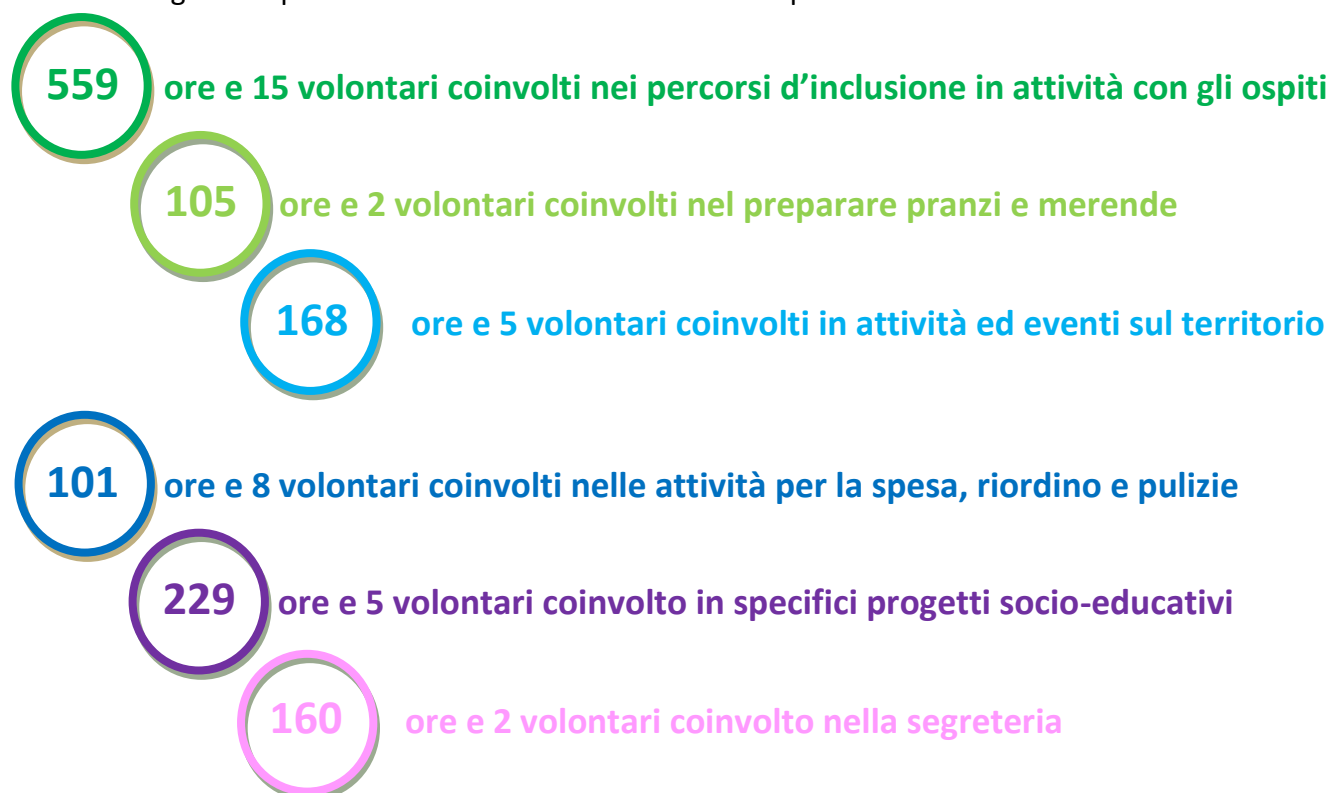 559 ore e 15 volontari coinvolti nei percorsi d’inclusione in attività con gli ospiti
105 ore e 2 volontari coinvolti nel preparare pranzi e merende
168 ore e 5 volontari coinvolti in attività ed eventi sul territorio
101 ore e 8 volontari coinvolti nelle attività per la spesa, riordino e pulizie
229 ore e 5 volontari coinvolto in specifici progetti socio-educativi
160 ore e 2 volontari coinvolto nella segreteria